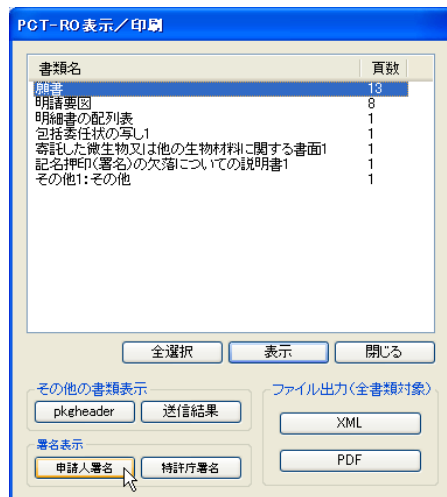 PCT-RO表示／印刷
書類名 頁数
願書 13
明請要図 8
明細書の配列表 1
包括委任状の写し1 1
寄託した微生物又は他の生物材料に関する書面1 1
記名押印(署名)の欠落についての説明書1 1
その他1:その他 1
全選択 表示 閉じる
その他の書類表示 ファイル出力(全書類対象)
pkgheader 送信結果 XML
署名表示
申請人署名 特許庁署名 PDF